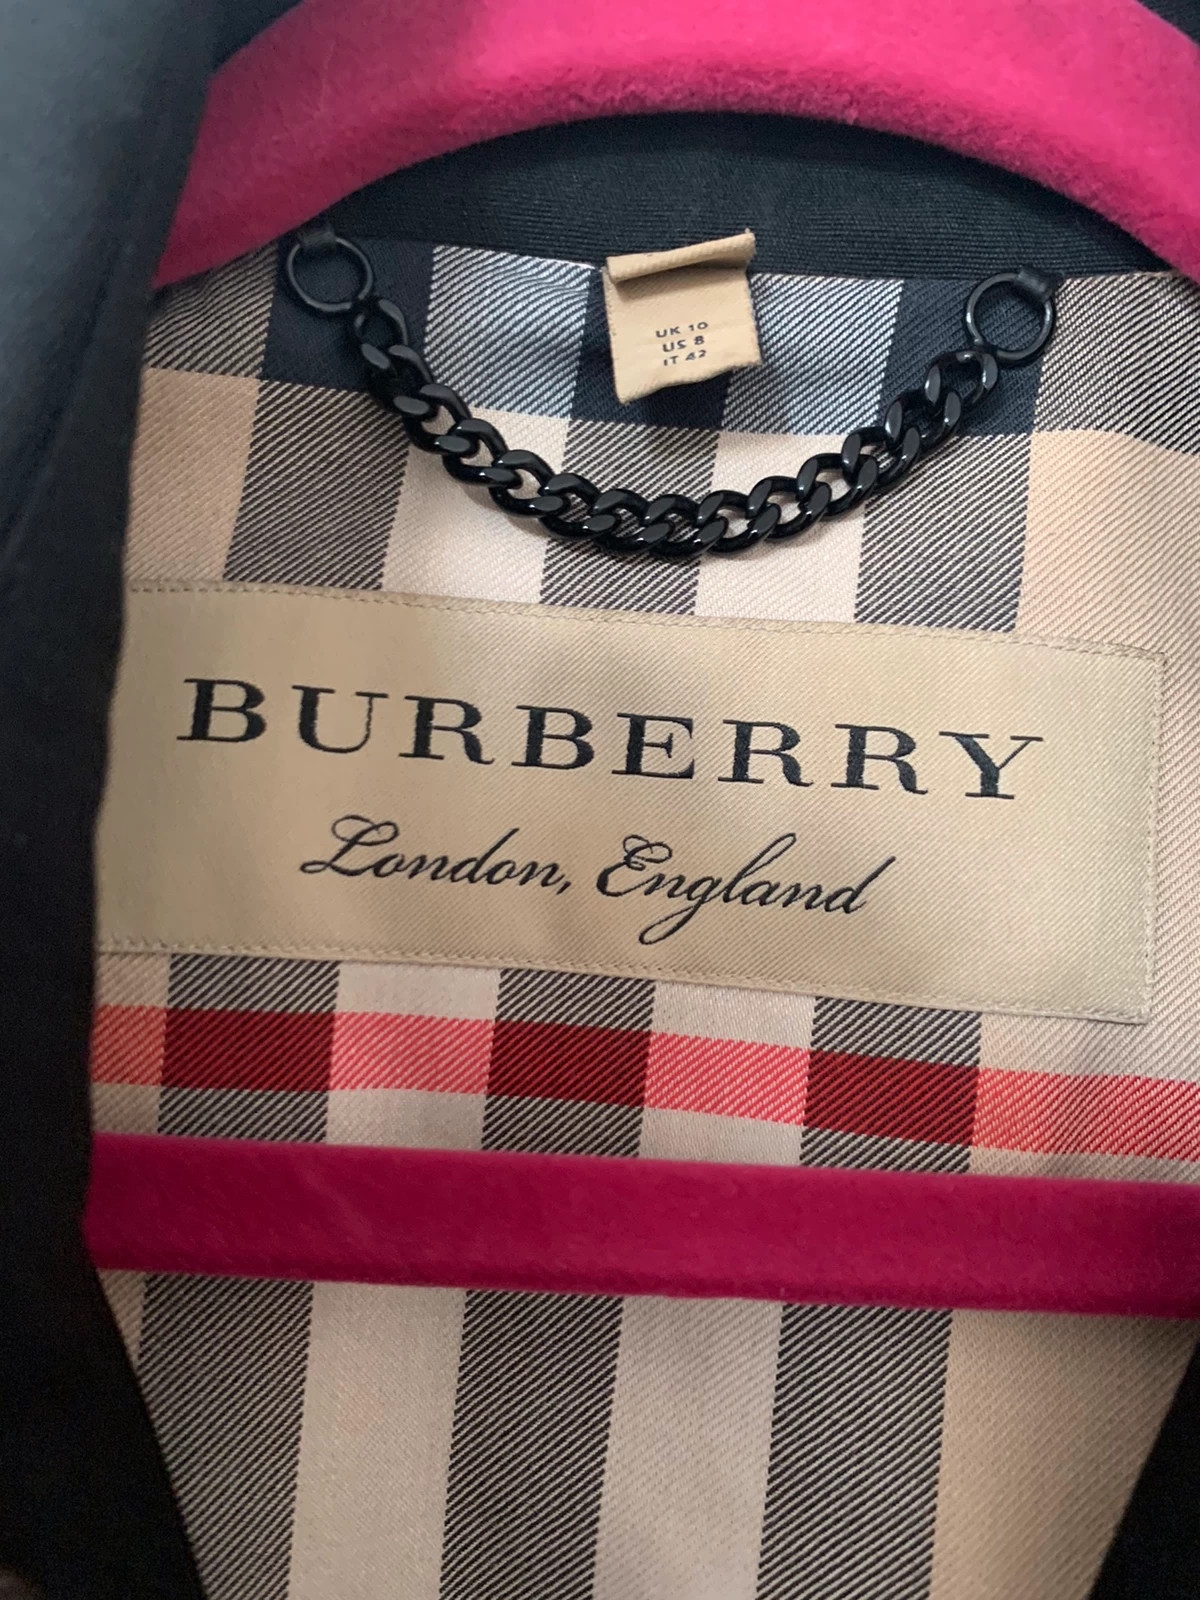 UK 10
US 8
IT 42
BURBERRY
London, England